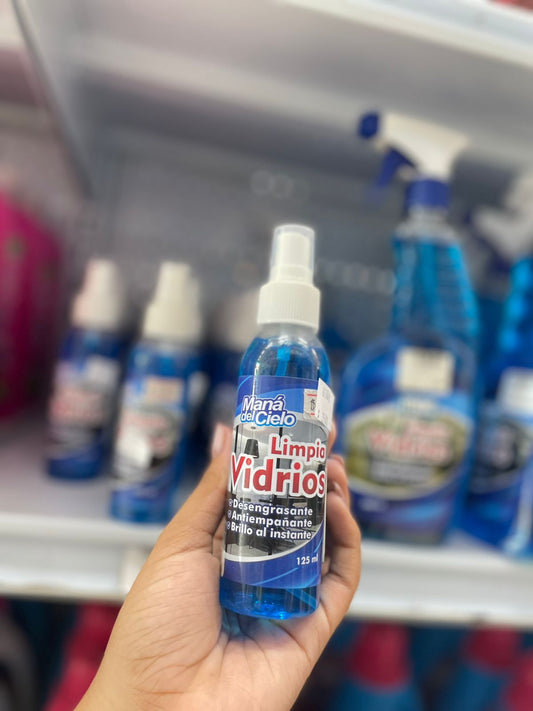 Maná
del Cielo
Limpia
Vidrios
Desengrasante
Antiempañante
Brillo al instante
125 ml